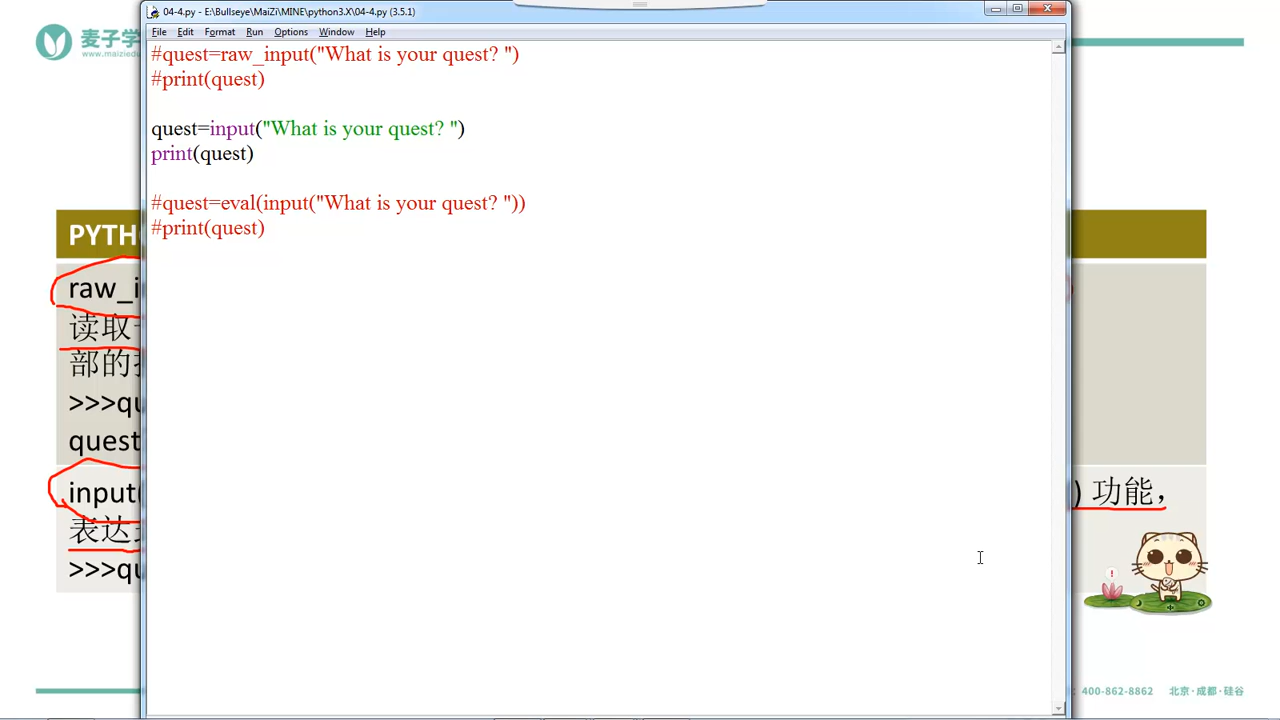 04-4.py - E:\Bullseye\MaiZi\MINE\python3.X\04-4.py (3.5.1)
File Edit Format Run Options Window Help
#quest=raw_input("What is your quest? ")
#print(quest)
quest=input("What is your quest? ")
print(quest)
#quest=eval(input("What is your quest? "))
#print(quest)
麦子学
www.maiziedu
PYTH
raw_i
读取
部的
>>>qu
quest
input( ) 功能，
表达
>>>qu
400-862-8862 北京·成都·硅谷